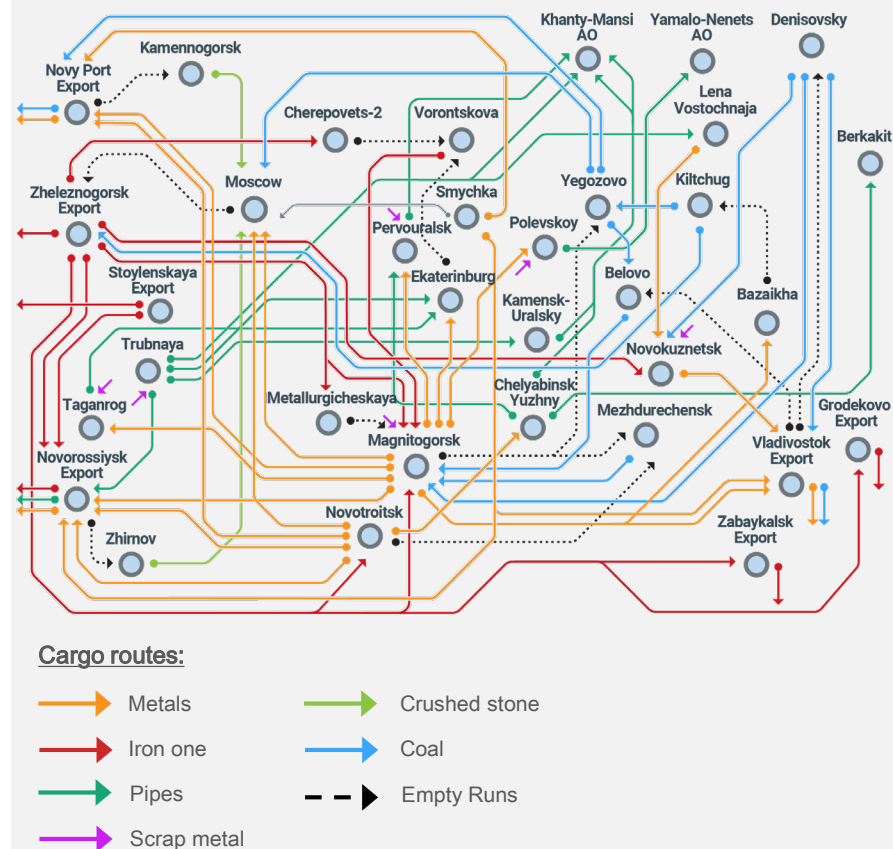 Khanty-Mansi
AO
Yamalo-Nenets
AO
Denisovsky
Kamennogorsk
Novy Port
Export
Lena
Vostochnaja
Cherepovets-2
Vorontskova
Berkakit
Zheleznogorsk
Export
Moscow
Smychka
Yegozovo
Kiltchug
Pervouralsk
Polevskoy
Stoylenskaya
Export
Ekaterinburg
Belovo
Bazaikha
Kamensk-
Uralsky
Trubnaya
Novokuznetsk
Taganrog
Metallurgicheskaya
Chelyabinsk
Yuzhny
Mezhdurechensk
Grodekovo
Export
Magnitogorsk
Vladivostok
Export
Novorossiysk
Export
Novotroitsk
Zhirnov
Zabaykalsk
Export
Cargo routes:
Metals
Crushed stone
Iron one
Coal
Pipes
Empty Runs
Scrap metal